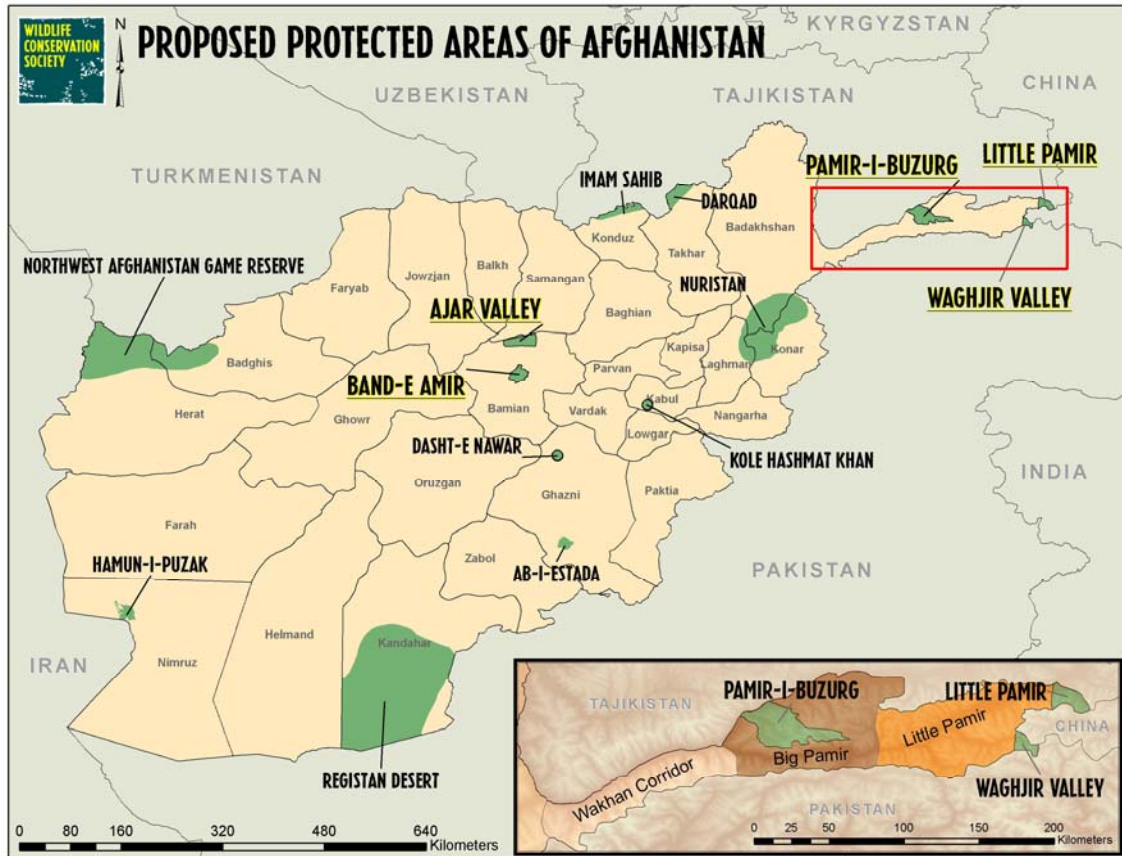 WILDLIFE
CONSERVATION
SOCIETY
N
PROPOSED PROTECTED AREAS OF AFGHANISTAN
KYRGYZSTAN
UZBEKISTAN
TAJIKISTAN
CHINA
TURKMENISTAN
IMAM SAHIB
DARQAD
PAMIR-I-BUZURG
LITTLE PAMIR
Badakhshan
Konduz
Takhar
NORTHWEST AFGHANISTAN GAME RESERVE
Jowzjan
Balkh
Samangan
Faryab
NURISTAN
WAGHJIR VALLEY
AJAR VALLEY
Baghlan
Badghis
Kapisa
Konar
Laghman
Parvan
BAND-E AMIR
Kabul
Herat
Ghowr
Bamian
Vardak
Nangarha
Lowgar
DASHT-E NAWAR
KOLE HASHMAT KHAN
INDIA
Oruzgan
Ghazni
Paktia
Farah
Zabol
HAMUN-I-PUZAK
AB-I-ESTADA
PAKISTAN
Helmand
Kandahar
IRAN
Nimruz
REGISTAN DESERT
0 40 80 160 320 480 640
Kilometers
TAJIKISTAN
PAMIR-I-BUZURG
LITTLE PAMIR
CHINA
Little Pamir
Big Pamir
Wakhan Corridor
WAGHJIR VALLEY
PAKISTAN
0 25 50 100 150 200
Kilometers